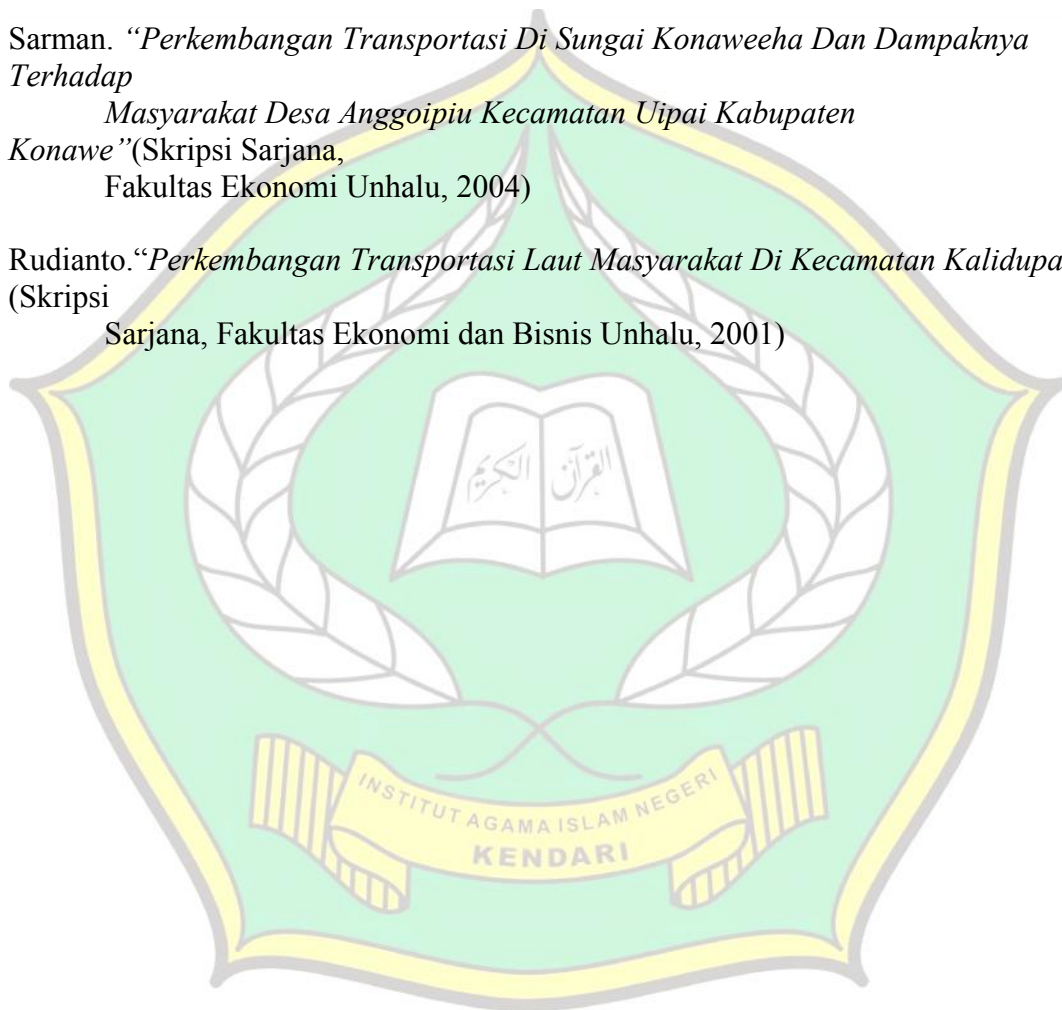 Sarman. “Perkembangan Transportasi Di Sungai Konaweeha Dan Dampaknya
Terhadap
Masyarakat Desa Anggoipiu Kecamatan Uipai Kabupaten
Konawe”(Skripsi Sarjana,
Fakultas Ekonomi Unhalu, 2004)
Rudianto.“Perkembangan Transportasi Laut Masyarakat Di Kecamatan Kalidupa
(Skripsi
Sarjana, Fakultas Ekonomi dan Bisnis Unhalu, 2001)
القرآن الكريم
INSTITUT AGAMA ISLAM NEGERI
KENDARI